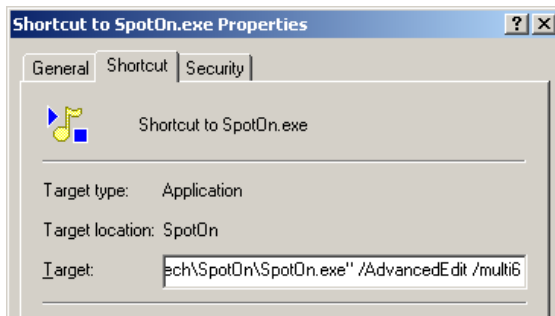 Shortcut to SpotOn.exe Properties
General Shortcut Security
Shortcut to SpotOn.exe
Target type: Application
Target location: SpotOn
Target: ech\SpotOn\SpotOn.exe" /AdvancedEdit /multi6